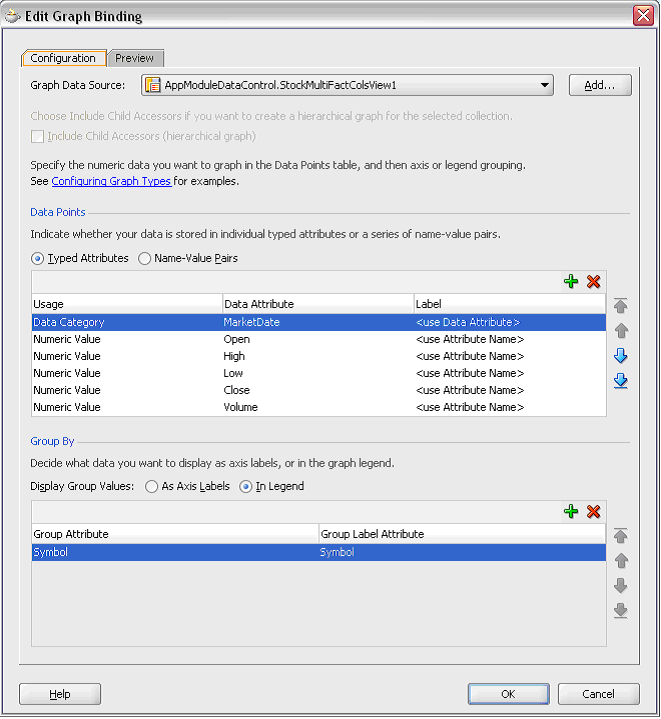 Edit Graph Binding
Configuration Preview
Graph Data Source: AppModuleDataControl.StockMultiFactColsView1 Add...
Choose Include Child Accessors if you want to create a hierarchical graph for the selected collection.
Include Child Accessors (hierarchical graph)
Specify the numeric data you want to graph in the Data Points table, and then axis or legend grouping.
See Configuring Graph Types for examples.
Data Points
Indicate whether your data is stored in individual typed attributes or a series of name-value pairs.
Typed Attributes Name-Value Pairs
Usage Data Attribute Label
Data Category MarketDate <use Data Attribute>
Numeric Value Open <use Attribute Name>
Numeric Value High <use Attribute Name>
Numeric Value Low <use Attribute Name>
Numeric Value Close <use Attribute Name>
Numeric Value Volume <use Attribute Name>
Group By
Decide what data you want to display as axis labels, or in the graph legend.
Display Group Values: As Axis Labels In Legend
Group Attribute Group Label Attribute
Symbol Symbol
Help OK Cancel